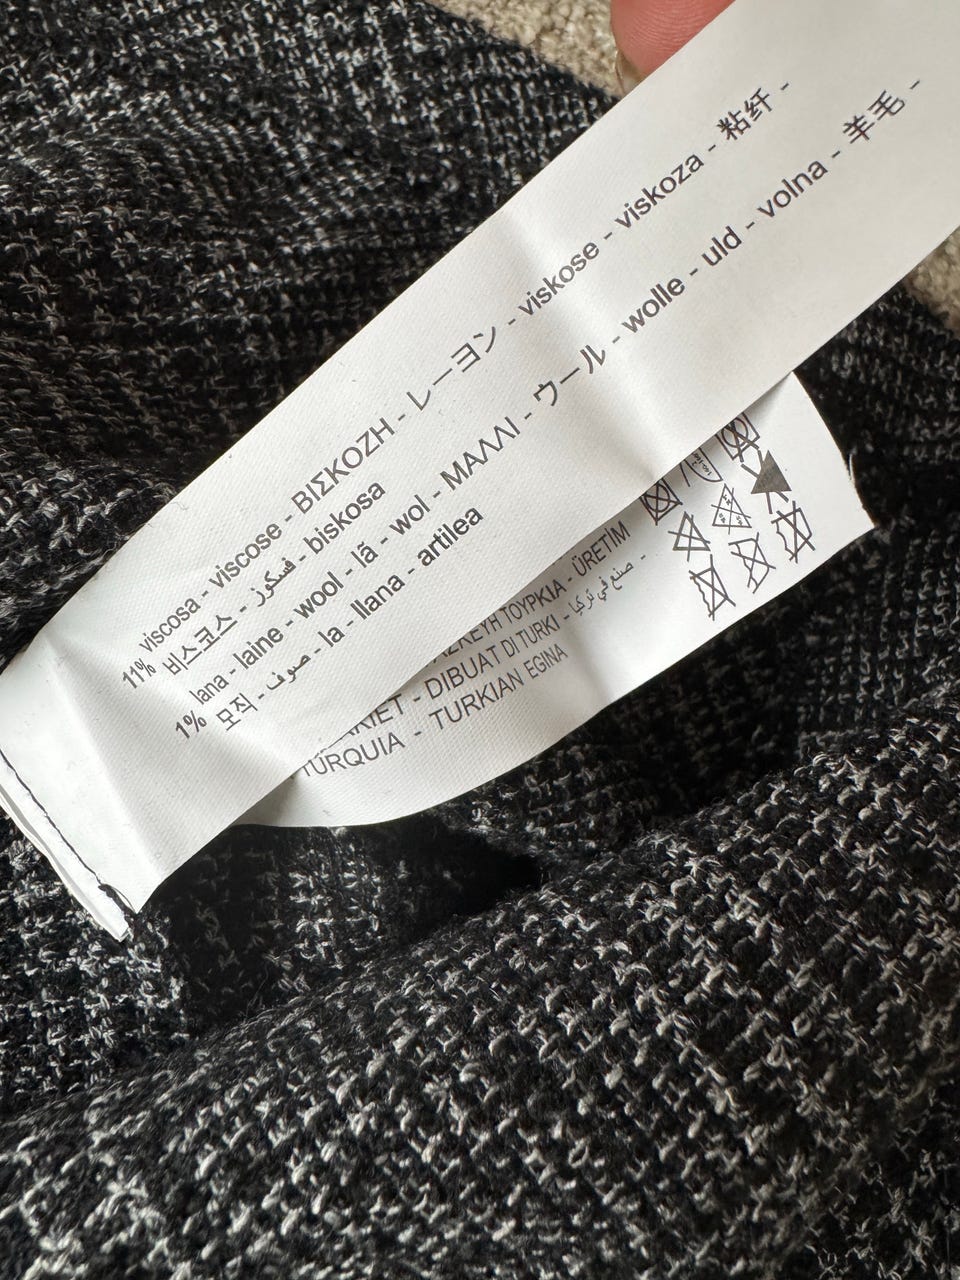 11% viscosa - viscose - ΒΙΣΚΟΖΗ - レーヨン - viskose - viskoza - 粘纤 -
비스코스 - فسكوز - biskosa
1% lana - laine - wool - lã - wol - ΜΑΛΛΙ - ウール - wolle - uld - volna - 羊毛 -
모직 - صوف - la - llana - artilea
ΤΟΥΡΚΙΑ - ÜRETİM
DIBUAT DI TURKI - صنع في تركيا -
TURQUIA - TURKIAN EGINA